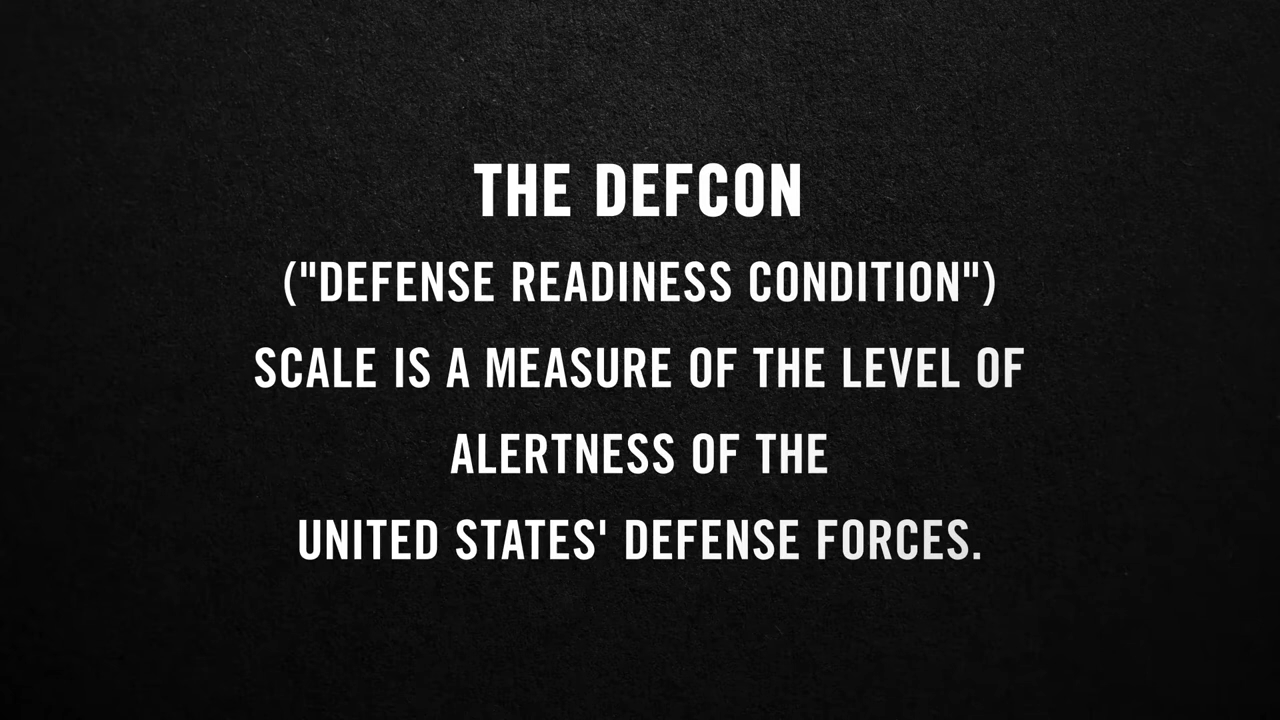 THE DEFCON
("DEFENSE READINESS CONDITION")
SCALE IS A MEASURE OF THE LEVEL OF
ALERTNESS OF THE
UNITED STATES' DEFENSE FORCES.